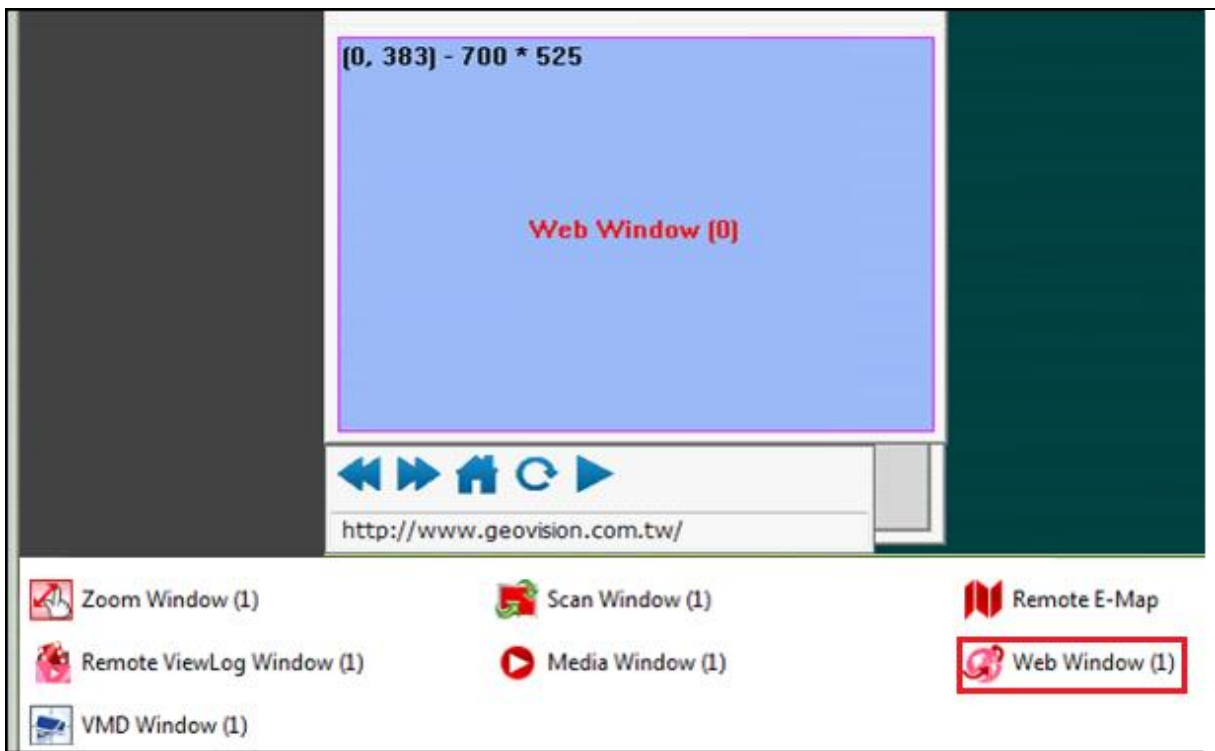 (0, 383) - 700 * 525
Web Window (0)
http://www.geovision.com.tw/
Zoom Window (1)
Scan Window (1)
Remote E-Map
Remote ViewLog Window (1)
Media Window (1)
Web Window (1)
VMD Window (1)